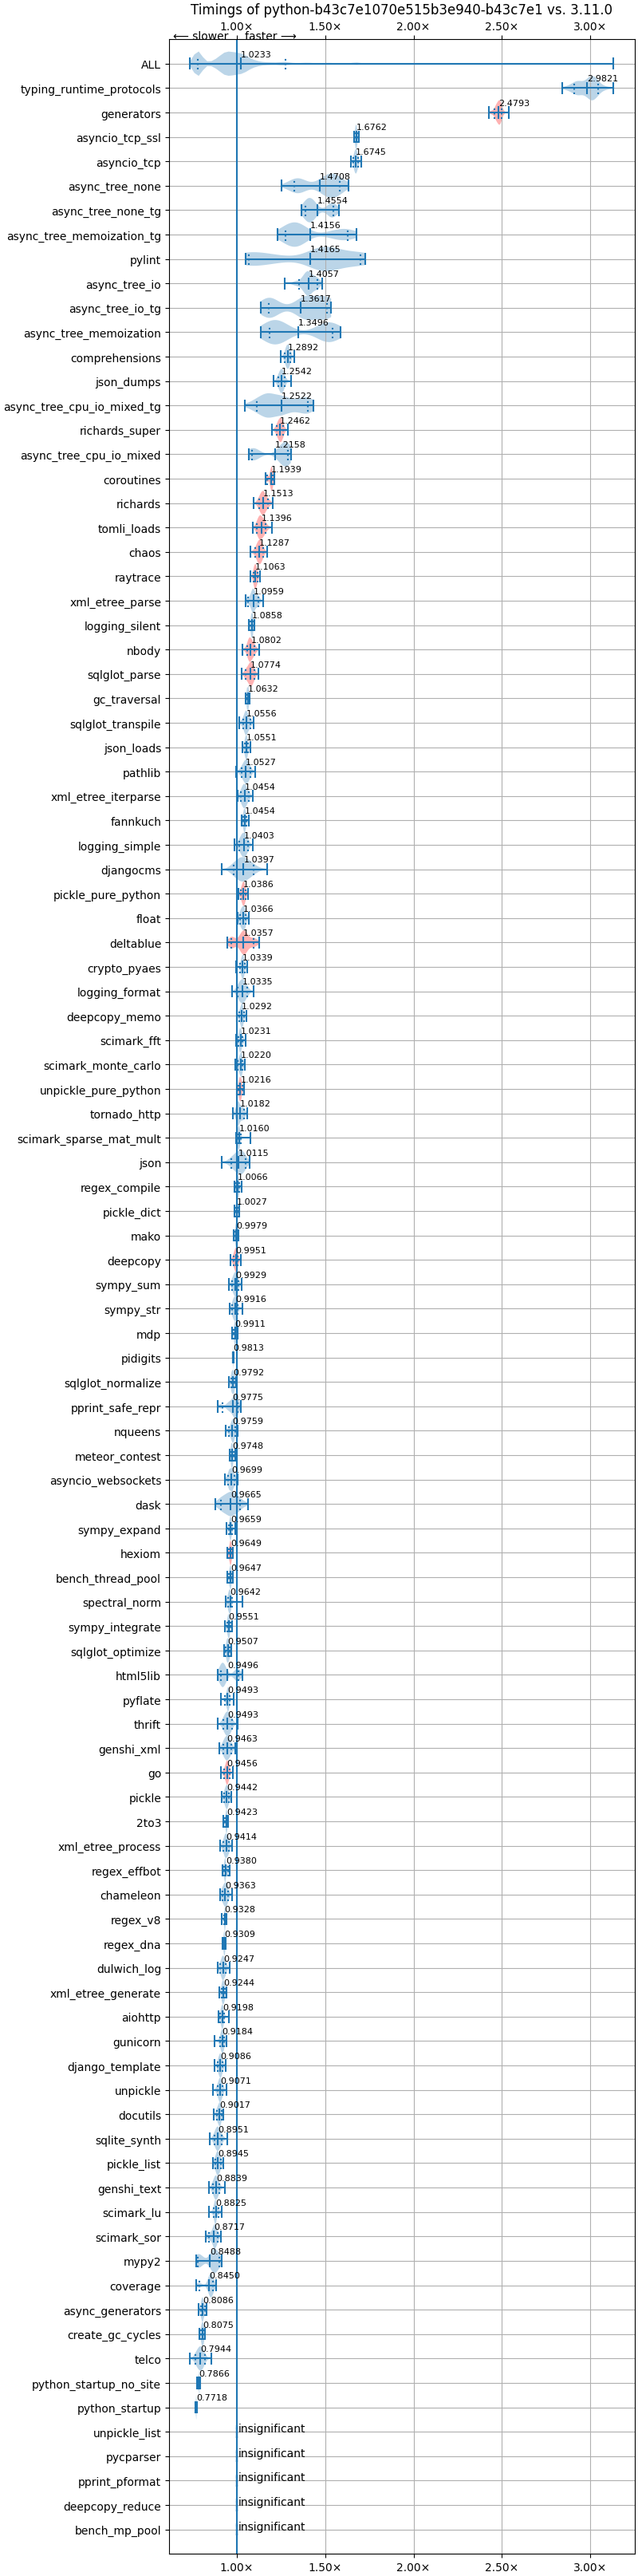 Timings of python-b43c7e1070e515b3e940-b43c7e1 vs. 3.11.0
1.00× 1.50× 2.00× 2.50× 3.00×
⟵ slower faster ⟶
ALL 1.0233
typing_runtime_protocols 2.9821
generators 2.4793
asyncio_tcp_ssl 1.6762
asyncio_tcp 1.6745
async_tree_none 1.4708
async_tree_none_tg 1.4554
async_tree_memoization_tg 1.4156
pylint 1.4165
async_tree_io 1.4057
async_tree_io_tg 1.3617
async_tree_memoization 1.3496
comprehensions 1.2892
json_dumps 1.2542
async_tree_cpu_io_mixed_tg 1.2522
richards_super 1.2462
async_tree_cpu_io_mixed 1.2158
coroutines 1.1939
richards 1.1513
tomli_loads 1.1396
chaos 1.1287
raytrace 1.1063
xml_etree_parse 1.0959
logging_silent 1.0858
nbody 1.0802
sqlglot_parse 1.0774
gc_traversal 1.0632
sqlglot_transpile 1.0556
json_loads 1.0551
pathlib 1.0527
xml_etree_iterparse 1.0454
fannkuch 1.0454
logging_simple 1.0403
djangocms 1.0397
pickle_pure_python 1.0386
float 1.0366
deltablue 1.0357
crypto_pyaes 1.0339
logging_format 1.0335
deepcopy_memo 1.0292
scimark_fft 1.0231
scimark_monte_carlo 1.0220
unpickle_pure_python 1.0216
tornado_http 1.0182
scimark_sparse_mat_mult 1.0160
json 1.0115
regex_compile 1.0066
pickle_dict 1.0027
mako 0.9979
deepcopy 0.9951
sympy_sum 0.9929
sympy_str 0.9916
mdp 0.9911
pidigits 0.9813
sqlglot_normalize 0.9792
pprint_safe_repr 0.9775
nqueens 0.9759
meteor_contest 0.9748
asyncio_websockets 0.9699
dask 0.9665
sympy_expand 0.9659
hexiom 0.9649
bench_thread_pool 0.9647
spectral_norm 0.9642
sympy_integrate 0.9551
sqlglot_optimize 0.9507
html5lib 0.9496
pyflate 0.9493
thrift 0.9493
genshi_xml 0.9463
go 0.9456
pickle 0.9442
2to3 0.9423
xml_etree_process 0.9414
regex_effbot 0.9380
chameleon 0.9363
regex_v8 0.9328
regex_dna 0.9309
dulwich_log 0.9247
xml_etree_generate 0.9244
aiohttp 0.9198
gunicorn 0.9184
django_template 0.9086
unpickle 0.9071
docutils 0.9017
sqlite_synth 0.8951
pickle_list 0.8945
genshi_text 0.8839
scimark_lu 0.8825
scimark_sor 0.8717
mypy2 0.8488
coverage 0.8450
async_generators 0.8086
create_gc_cycles 0.8075
telco 0.7944
python_startup_no_site 0.7866
python_startup 0.7718
unpickle_list insignificant
pycparser insignificant
pprint_pformat insignificant
deepcopy_reduce insignificant
bench_mp_pool insignificant
1.00× 1.50× 2.00× 2.50× 3.00×